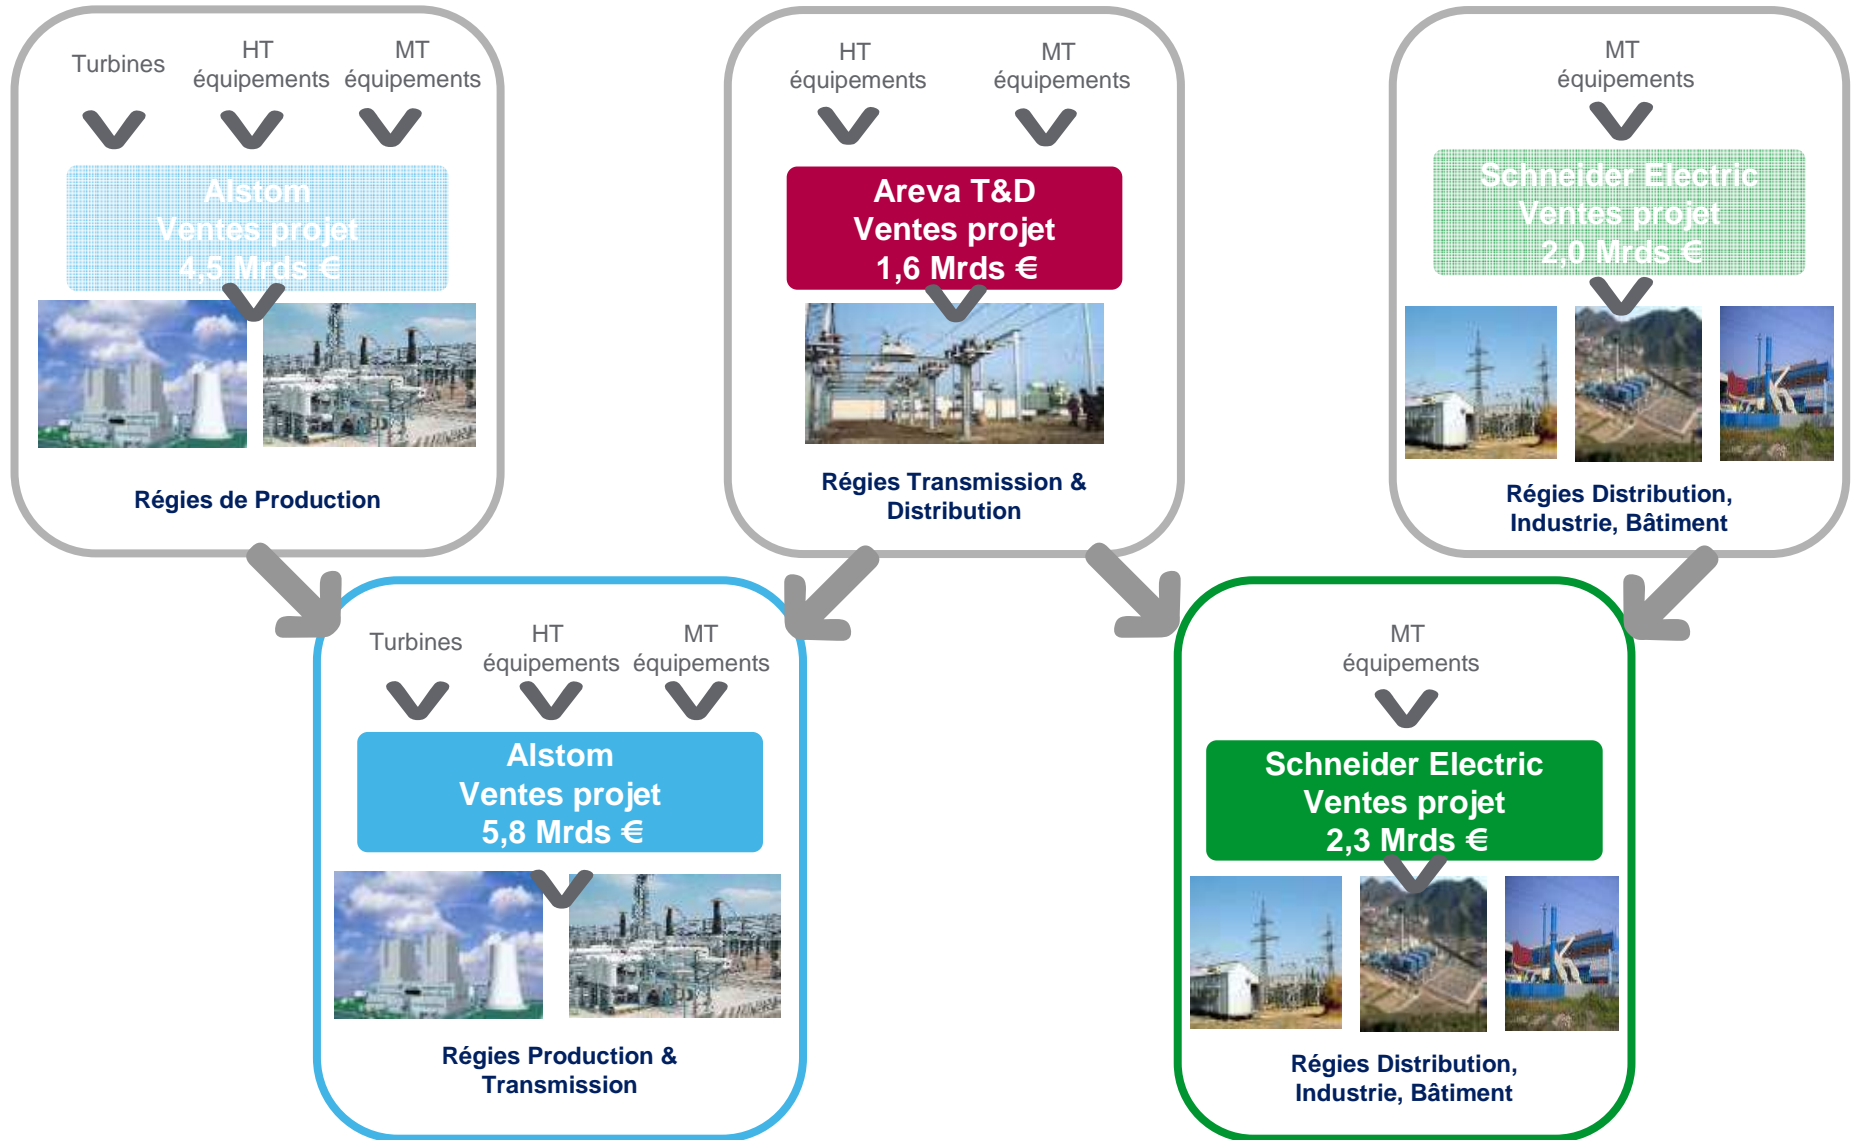 Turbines
HT
équipements
MT
équipements
Alstom
Ventes projet
4,5 Mrds €
Régies de Production
HT
équipements
MT
équipements
Areva T&D
Ventes projet
1,6 Mrds €
Régies Transmission &
Distribution
MT
équipements
Schneider Electric
Ventes projet
2,0 Mrds €
Régies Distribution,
Industrie, Bâtiment
Turbines
HT
équipements
MT
équipements
Alstom
Ventes projet
5,8 Mrds €
Régies Production &
Transmission
MT
équipements
Schneider Electric
Ventes projet
2,3 Mrds €
Régies Distribution,
Industrie, Bâtiment